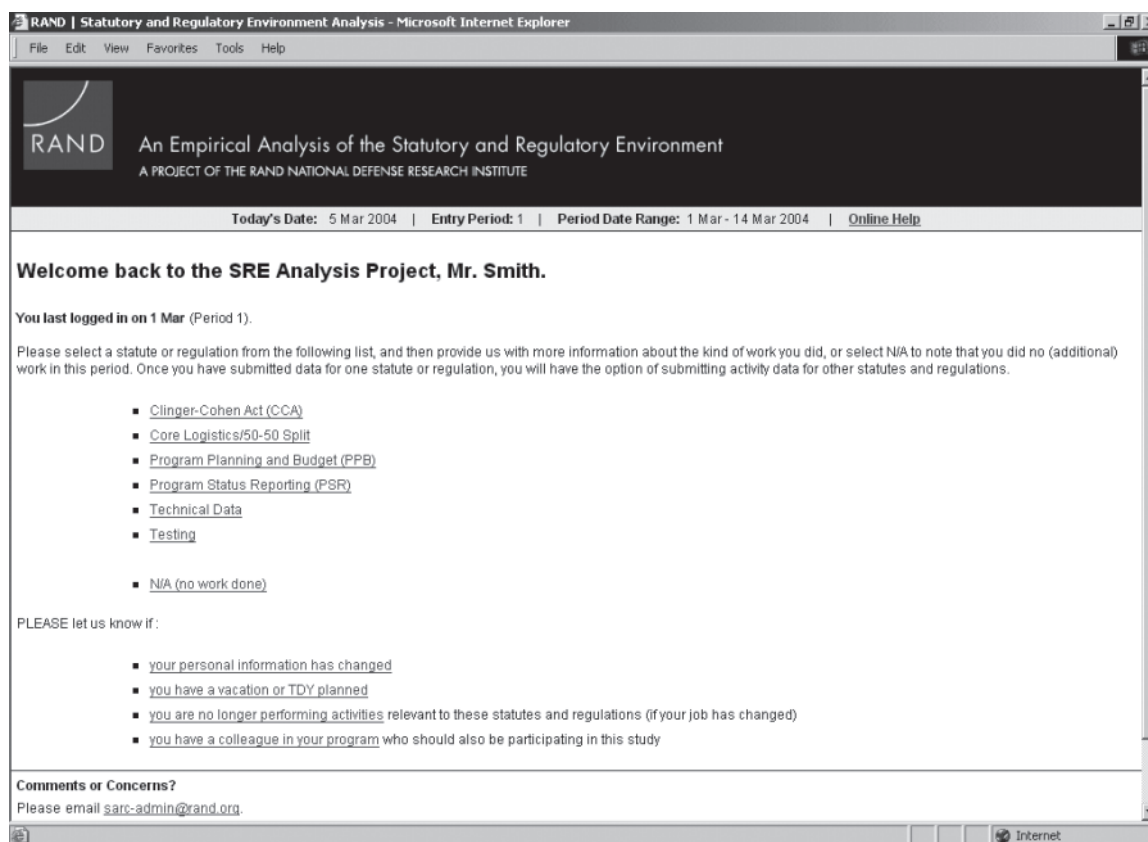 RAND | Statutory and Regulatory Environment Analysis - Microsoft Internet Explorer
File Edit View Favorites Tools Help
RAND
An Empirical Analysis of the Statutory and Regulatory Environment
A PROJECT OF THE RAND NATIONAL DEFENSE RESEARCH INSTITUTE
Today's Date: 5 Mar 2004 | Entry Period: 1 | Period Date Range: 1 Mar - 14 Mar 2004 | Online Help
Welcome back to the SRE Analysis Project, Mr. Smith.
You last logged in on 1 Mar (Period 1).
Please select a statute or regulation from the following list, and then provide us with more information about the kind of work you did, or select N/A to note that you did no (additional)
work in this period. Once you have submitted data for one statute or regulation, you will have the option of submitting activity data for other statutes and regulations.
▪ Clinger-Cohen Act (CCA)
▪ Core Logistics/50-50 Split
▪ Program Planning and Budget (PPB)
▪ Program Status Reporting (PSR)
▪ Technical Data
▪ Testing
▪ N/A (no work done)
PLEASE let us know if :
▪ your personal information has changed
▪ you have a vacation or TDY planned
▪ you are no longer performing activities relevant to these statutes and regulations (if your job has changed)
▪ you have a colleague in your program who should also be participating in this study
Comments or Concerns?
Please email sarc-admin@rand.org.
Internet